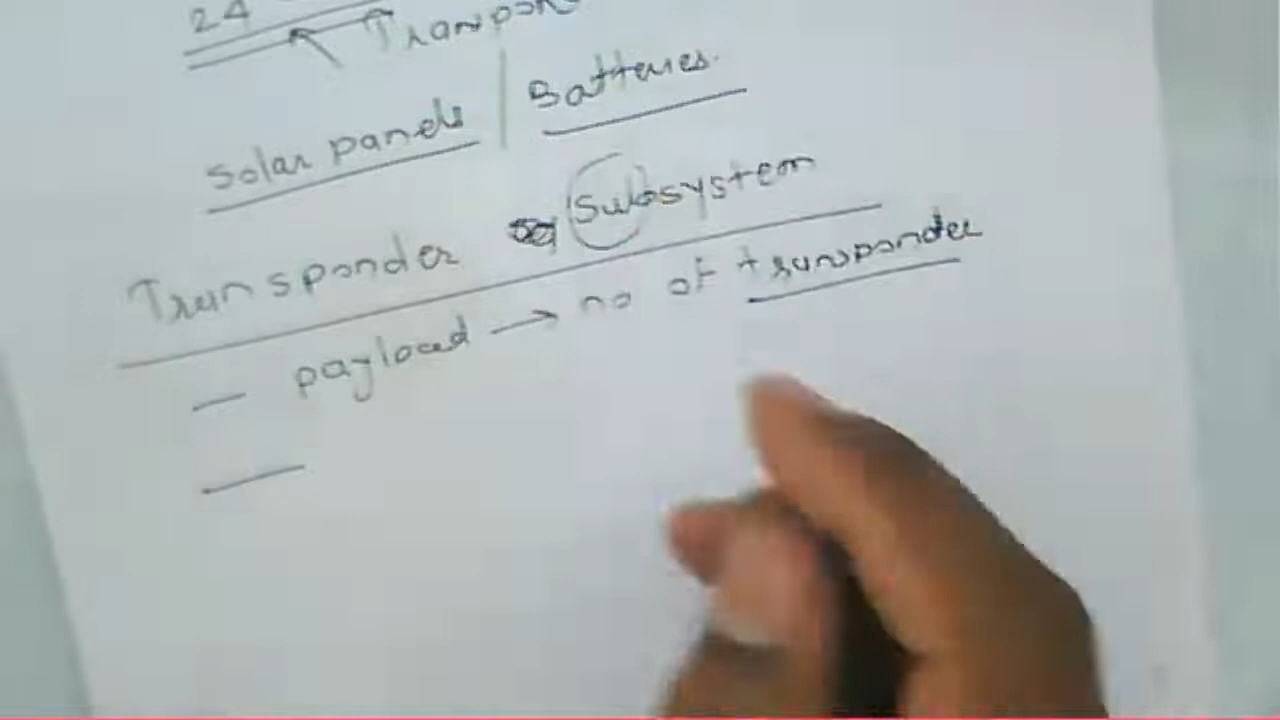 24
Solar panels | Batteries.
Transponder Subsystem
— payload → no of transponder
—